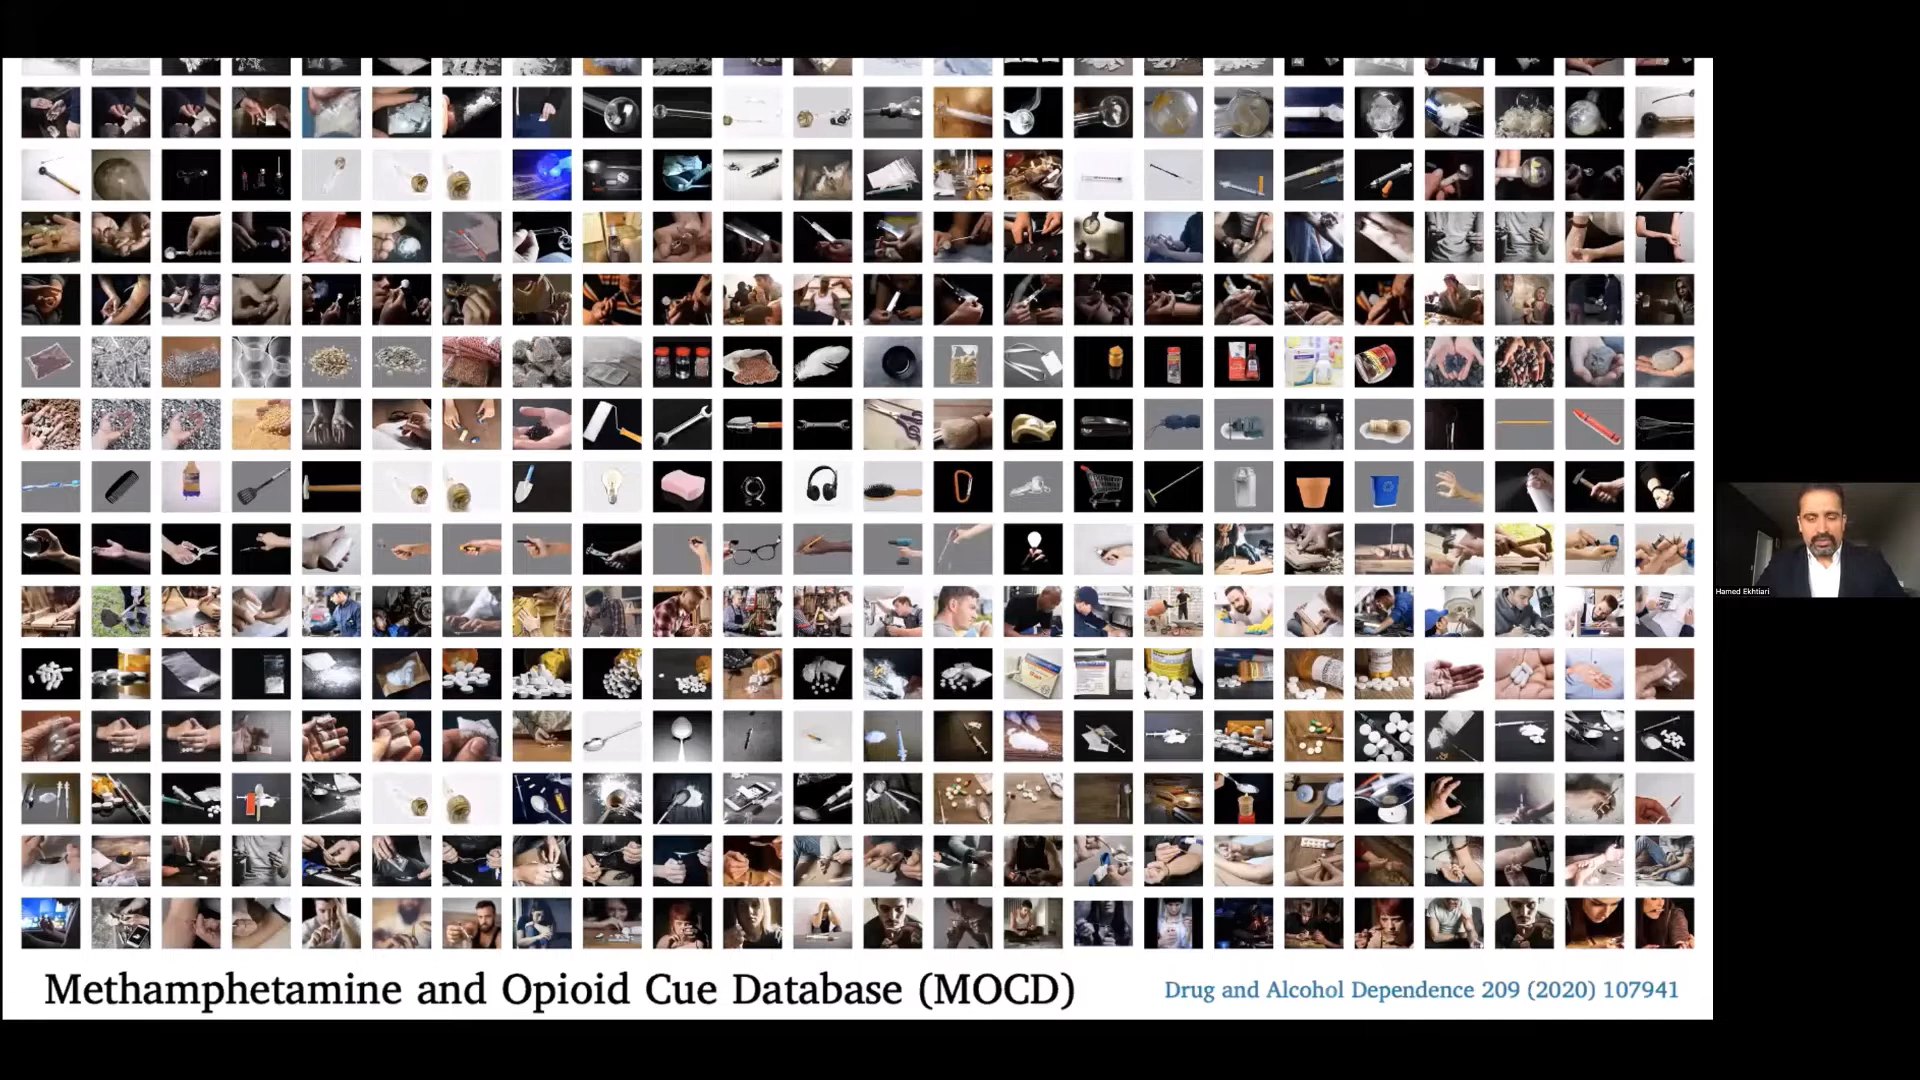 Hamed Ekhtiari
Methamphetamine and Opioid Cue Database (MOCD)
Drug and Alcohol Dependence 209 (2020) 107941